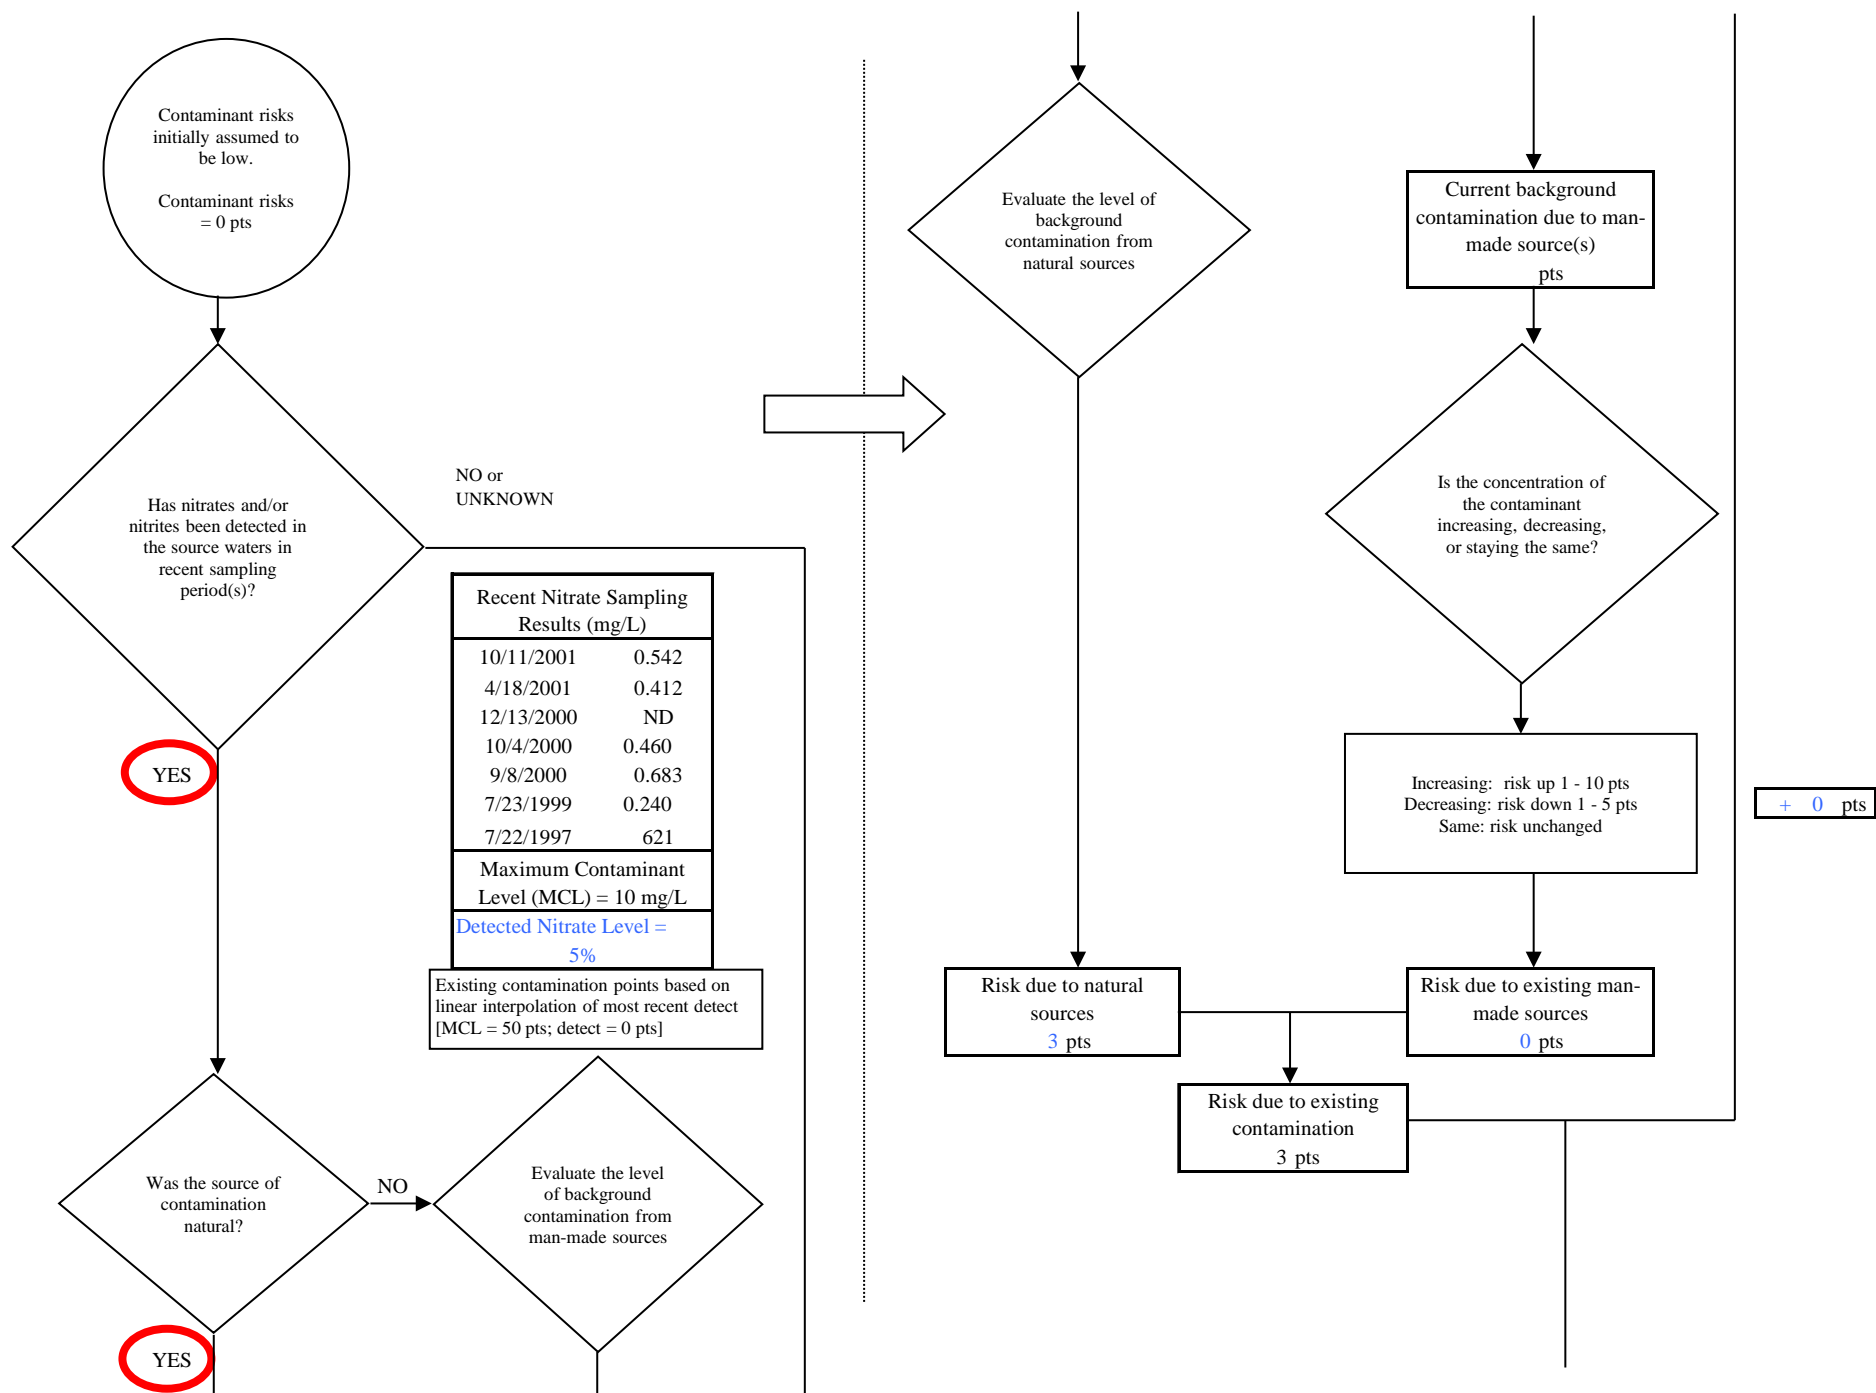 Contaminant risks
initially assumed to
be low.
Contaminant risks
= 0 pts
Has nitrates and/or
nitrites been detected in
the source waters in
recent sampling
period(s)?
NO or
UNKNOWN
YES
Recent Nitrate Sampling
Results (mg/L)
10/11/2001 0.542
4/18/2001 0.412
12/13/2000 ND
10/4/2000 0.460
9/8/2000 0.683
7/23/1999 0.240
7/22/1997 621
Maximum Contaminant
Level (MCL) = 10 mg/L
Detected Nitrate Level =
5%
Existing contamination points based on
linear interpolation of most recent detect
[MCL = 50 pts; detect = 0 pts]
Was the source of
contamination
natural?
NO
Evaluate the level
of background
contamination from
man-made sources
YES
Evaluate the level of
background
contamination from
natural sources
Current background
contamination due to man-
made source(s)
pts
Is the concentration of
the contaminant
increasing, decreasing,
or staying the same?
Increasing: risk up 1 - 10 pts
Decreasing: risk down 1 - 5 pts
Same: risk unchanged
+ 0 pts
Risk due to natural
sources
3 pts
Risk due to existing man-
made sources
0 pts
Risk due to existing
contamination
3 pts